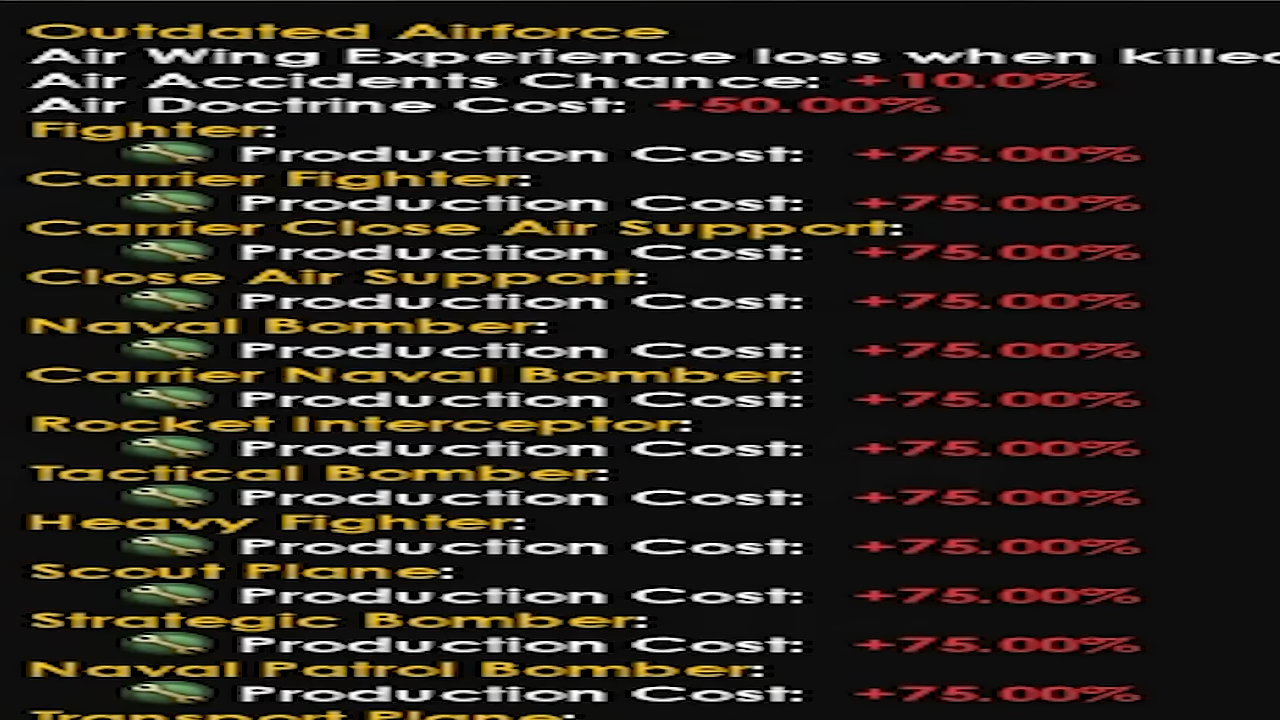 Outdated Airforce
Air Wing Experience loss when killed
Air Accidents Chance: +10.0%
Air Doctrine Cost: +50.00%
Fighter:
Production Cost: +75.00%
Carrier Fighter:
Production Cost: +75.00%
Carrier Close Air Support:
Production Cost: +75.00%
Close Air Support:
Production Cost: +75.00%
Naval Bomber:
Production Cost: +75.00%
Carrier Naval Bomber:
Production Cost: +75.00%
Rocket Interceptor:
Production Cost: +75.00%
Tactical Bomber:
Production Cost: +75.00%
Heavy Fighter:
Production Cost: +75.00%
Scout Plane:
Production Cost: +75.00%
Strategic Bomber:
Production Cost: +75.00%
Naval Patrol Bomber:
Production Cost: +75.00%
Transport Plane: